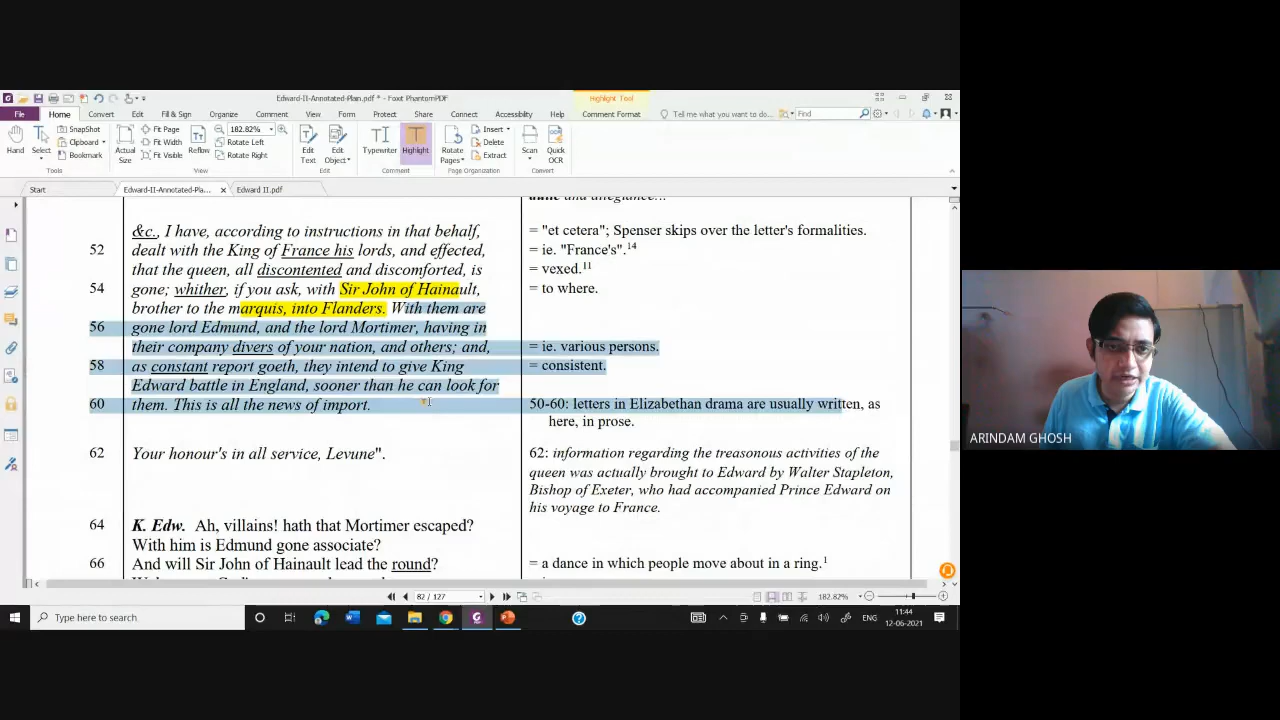 Edward-II-Annotated-Plan.pdf * - Foxit PhantomPDF
Highlight Tool
File Home Convert Edit Fill & Sign Organize Comment View Form Protect Share Connect Accessibility Help Comment Format Tell me what you want to do... Find
Hand Select SnapShot Clipboard Bookmark Actual Size Fit Page Fit Width Fit Visible Reflow 182.82% Rotate Left Rotate Right Edit Text Edit Object Typewriter Highlight Rotate Pages Insert Delete Extract Scan Quick OCR
Tools View Edit Comment Page Organization Convert
Start Edward-II-Annotated-Pla... × Edward II.pdf
and allegiance...
&c., I have, according to instructions in that behalf, = "et cetera"; Spenser skips over the letter's formalities.
52 dealt with the King of France his lords, and effected, = ie. "France's".14
that the queen, all discontented and discomforted, is = vexed.11
54 gone; whither, if you ask, with Sir John of Hainault, = to where.
brother to the marquis, into Flanders. With them are
56 gone lord Edmund, and the lord Mortimer, having in
their company divers of your nation, and others; and, = ie. various persons.
58 as constant report goeth, they intend to give King = consistent.
Edward battle in England, sooner than he can look for
60 them. This is all the news of import. 50-60: letters in Elizabethan drama are usually written, as
here, in prose.
62 Your honour's in all service, Levune". 62: information regarding the treasonous activities of the
queen was actually brought to Edward by Walter Stapleton,
Bishop of Exeter, who had accompanied Prince Edward on
his voyage to France.
64 K. Edw. Ah, villains! hath that Mortimer escaped?
With him is Edmund gone associate?
66 And will Sir John of Hainault lead the round? = a dance in which people move about in a ring.1
82 / 127 182.82%
Type here to search ENG 11:44
12-06-2021
ARINDAM GHOSH